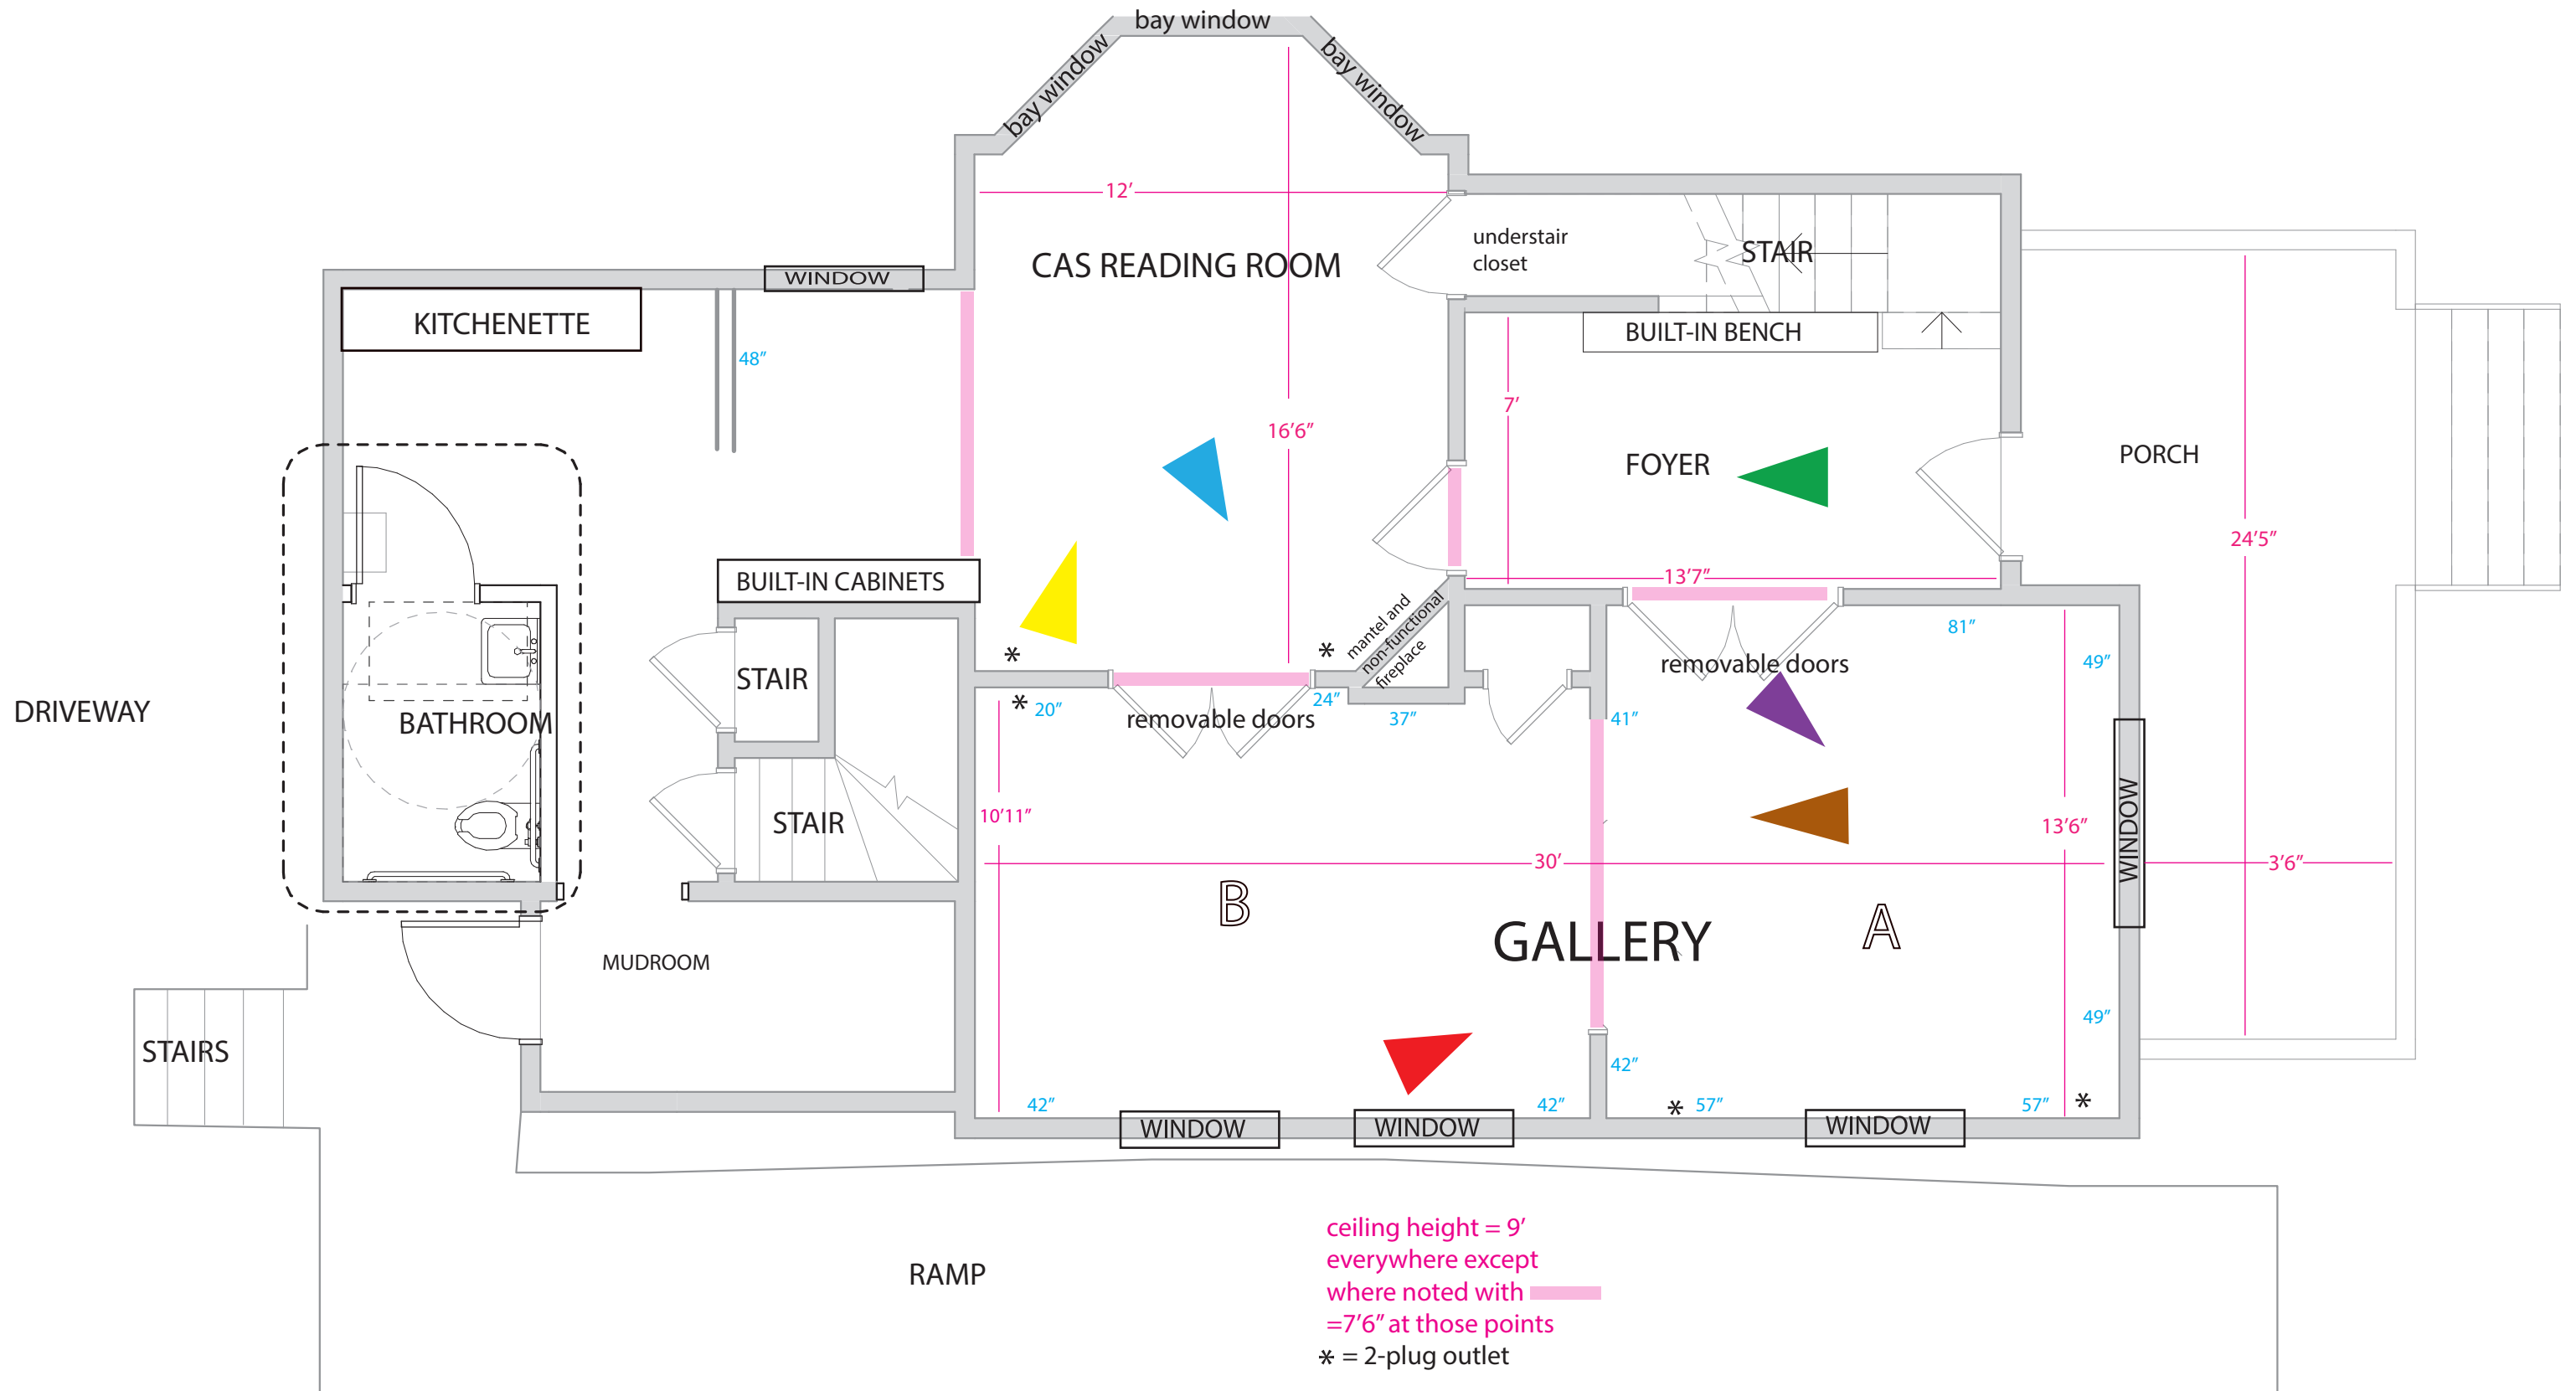 bay window
bay window
bay window
12’
CAS READING ROOM
understair
closet
STAIR
WINDOW
KITCHENETTE
48”
BUILT-IN BENCH
7’
16’6”
FOYER
PORCH
24’5”
BUILT-IN CABINETS
13’7”
mantel and
non-functional
fireplace
81”
removable doors
49”
*
*
STAIR
DRIVEWAY
BATHROOM
*
20”
removable doors
24”
37”
41”
10’11”
STAIR
13’6”
WINDOW
30’
3’6”
B
GALLERY
A
MUDROOM
49”
STAIRS
42”
42”
42”
*
57”
57”
*
WINDOW
WINDOW
WINDOW
RAMP
ceiling height = 9’
everywhere except
where noted with
=7’6” at those points
* = 2-plug outlet